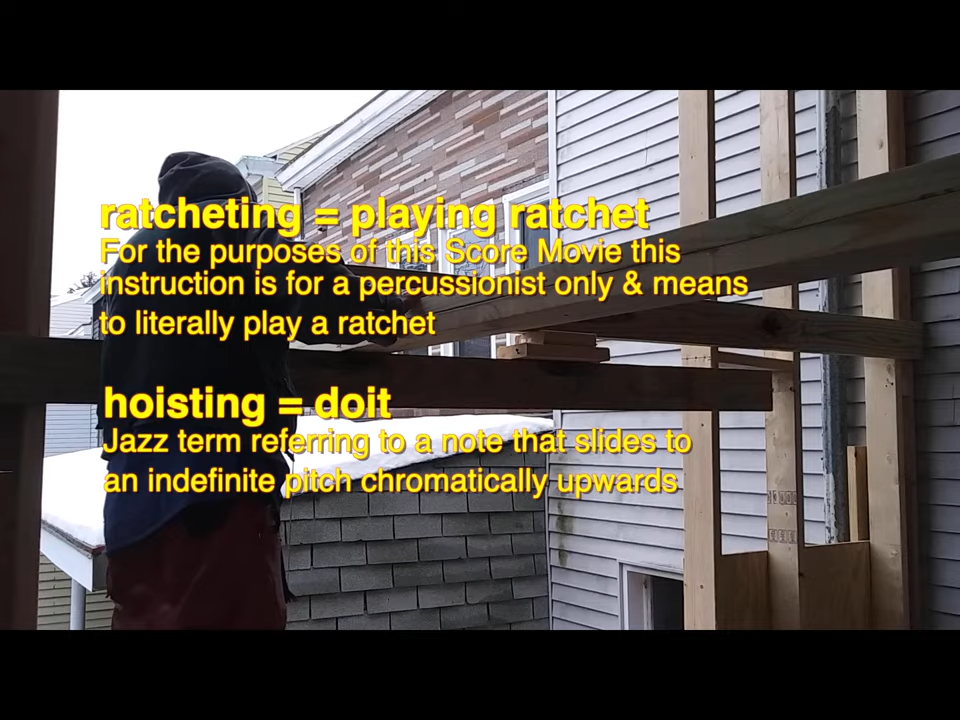 ratcheting = playing ratchet
For the purposes of this Score Movie this
instruction is for a percussionist only & means
to literally play a ratchet
hoisting = doit
Jazz term referring to a note that slides to
an indefinite pitch chromatically upwards